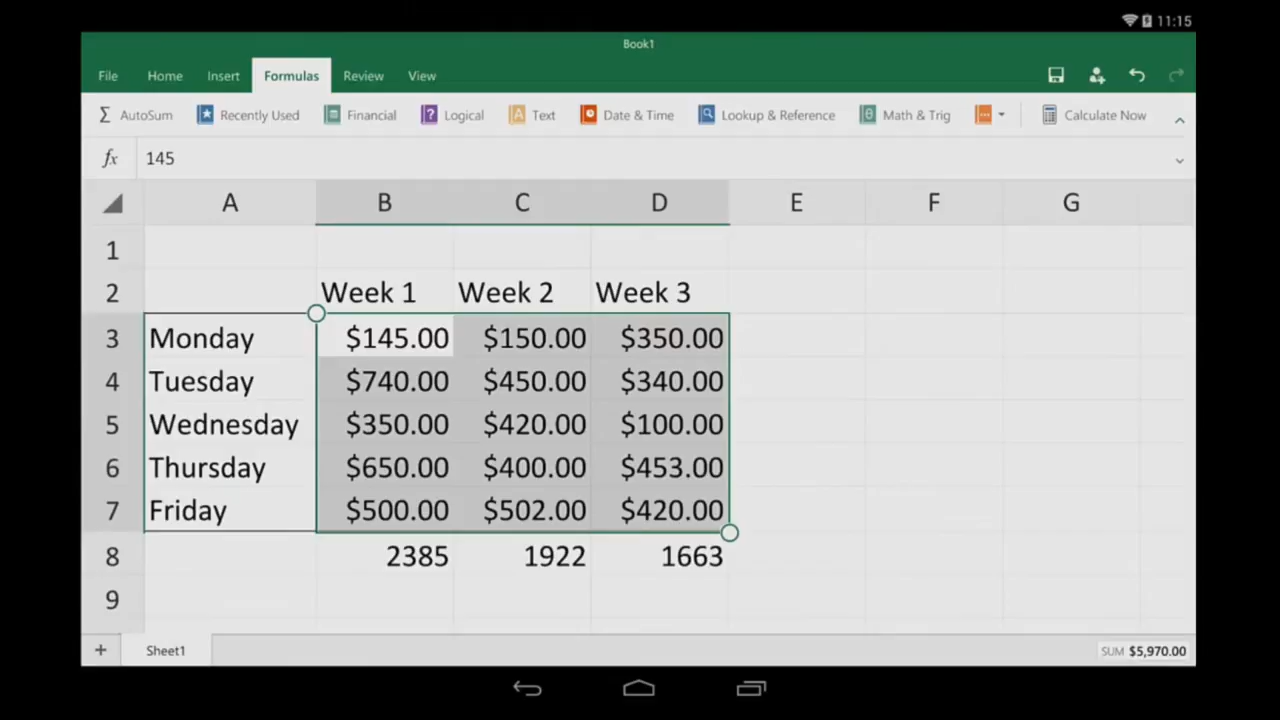 11:15
Book1
File Home Insert Formulas Review View
AutoSum Recently Used Financial Logical Text Date & Time Lookup & Reference Math & Trig Calculate Now
fx 145
A B C D E F G
1
2 Week 1 Week 2 Week 3
3 Monday $145.00 $150.00 $350.00
4 Tuesday $740.00 $450.00 $340.00
5 Wednesday $350.00 $420.00 $100.00
6 Thursday $650.00 $400.00 $453.00
7 Friday $500.00 $502.00 $420.00
8 2385 1922 1663
9
+ Sheet1 SUM $5,970.00